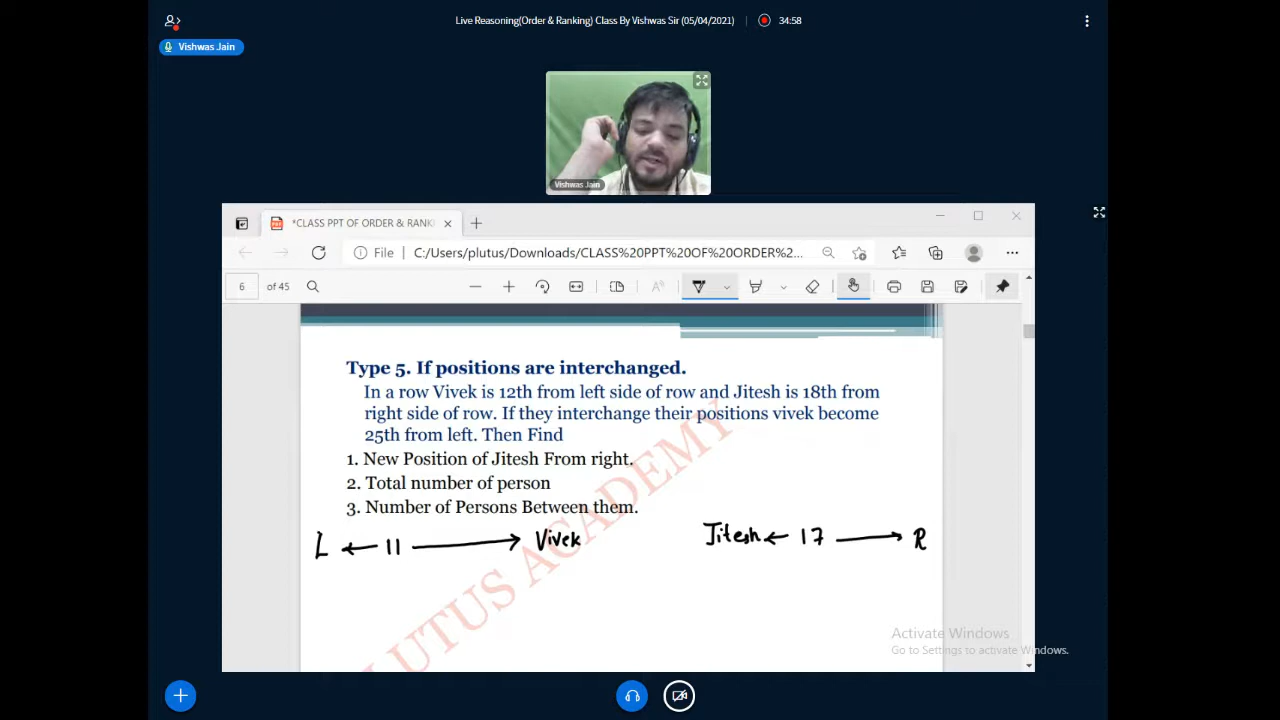 Live Reasoning(Order & Ranking) Class By Vishwas Sir (05/04/2021) 34:58
Vishwas Jain
Vishwas Jain
*CLASS PPT OF ORDER & RANK
File C:/Users/plutus/Downloads/CLASS%20PPT%20OF%20ORDER%2...
6 of 45
Type 5. If positions are interchanged.
In a row Vivek is 12th from left side of row and Jitesh is 18th from
right side of row. If they interchange their positions vivek become
25th from left. Then Find
1. New Position of Jitesh From right.
2. Total number of person
3. Number of Persons Between them.
L 11 Vivek Jitesh 17 R
LUTUS ACADEMY
Activate Windows
Go to Settings to activate Windows.